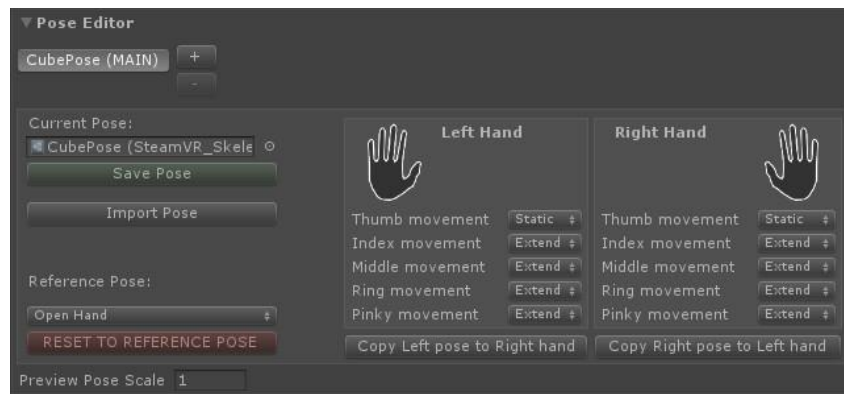 Pose Editor
CubePose (MAIN)
+
-
Current Pose:
CubePose (SteamVR_Skele
Save Pose
Import Pose
Reference Pose:
Open Hand
RESET TO REFERENCE POSE
Left Hand
Thumb movement Static
Index movement Extend
Middle movement Extend
Ring movement Extend
Pinky movement Extend
Copy Left pose to Right hand
Right Hand
Thumb movement Static
Index movement Extend
Middle movement Extend
Ring movement Extend
Pinky movement Extend
Copy Right pose to Left hand
Preview Pose Scale 1